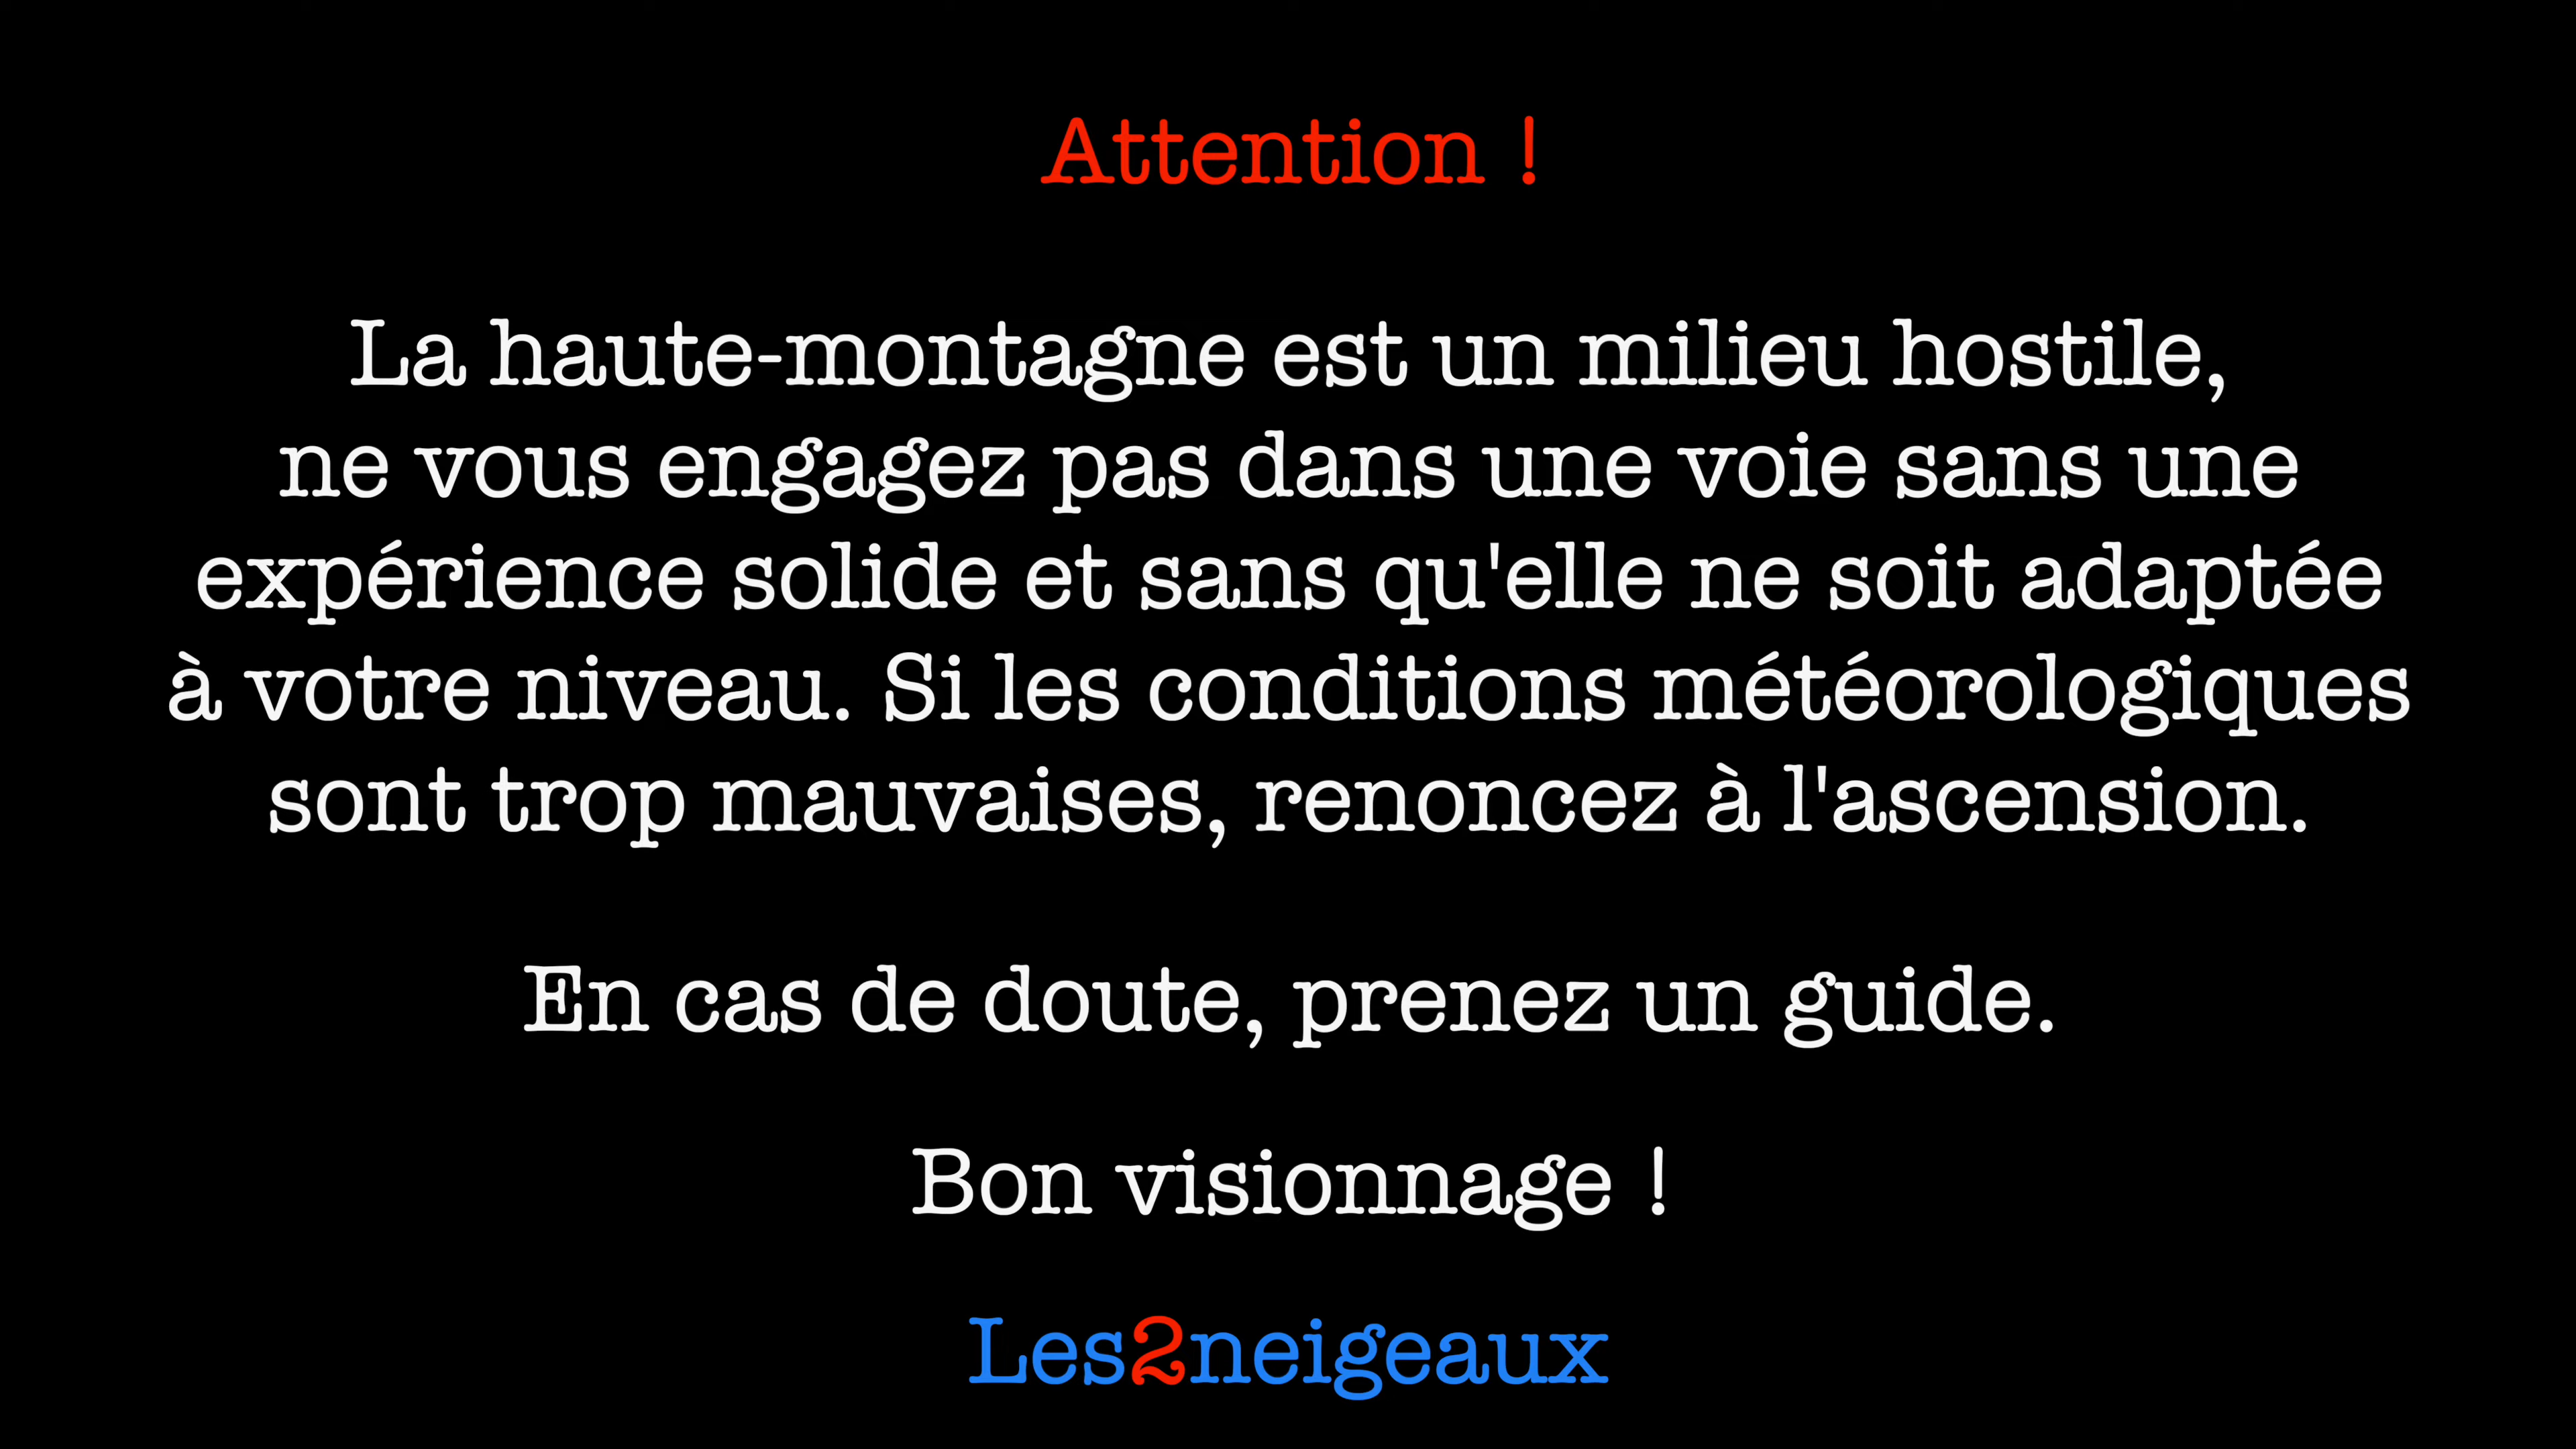 Attention !
La haute-montagne est un milieu hostile,
ne vous engagez pas dans une voie sans une
expérience solide et sans qu'elle ne soit adaptée
à votre niveau. Si les conditions météorologiques
sont trop mauvaises, renoncez à l'ascension.
En cas de doute, prenez un guide.
Bon visionnage !
Les2neigeaux